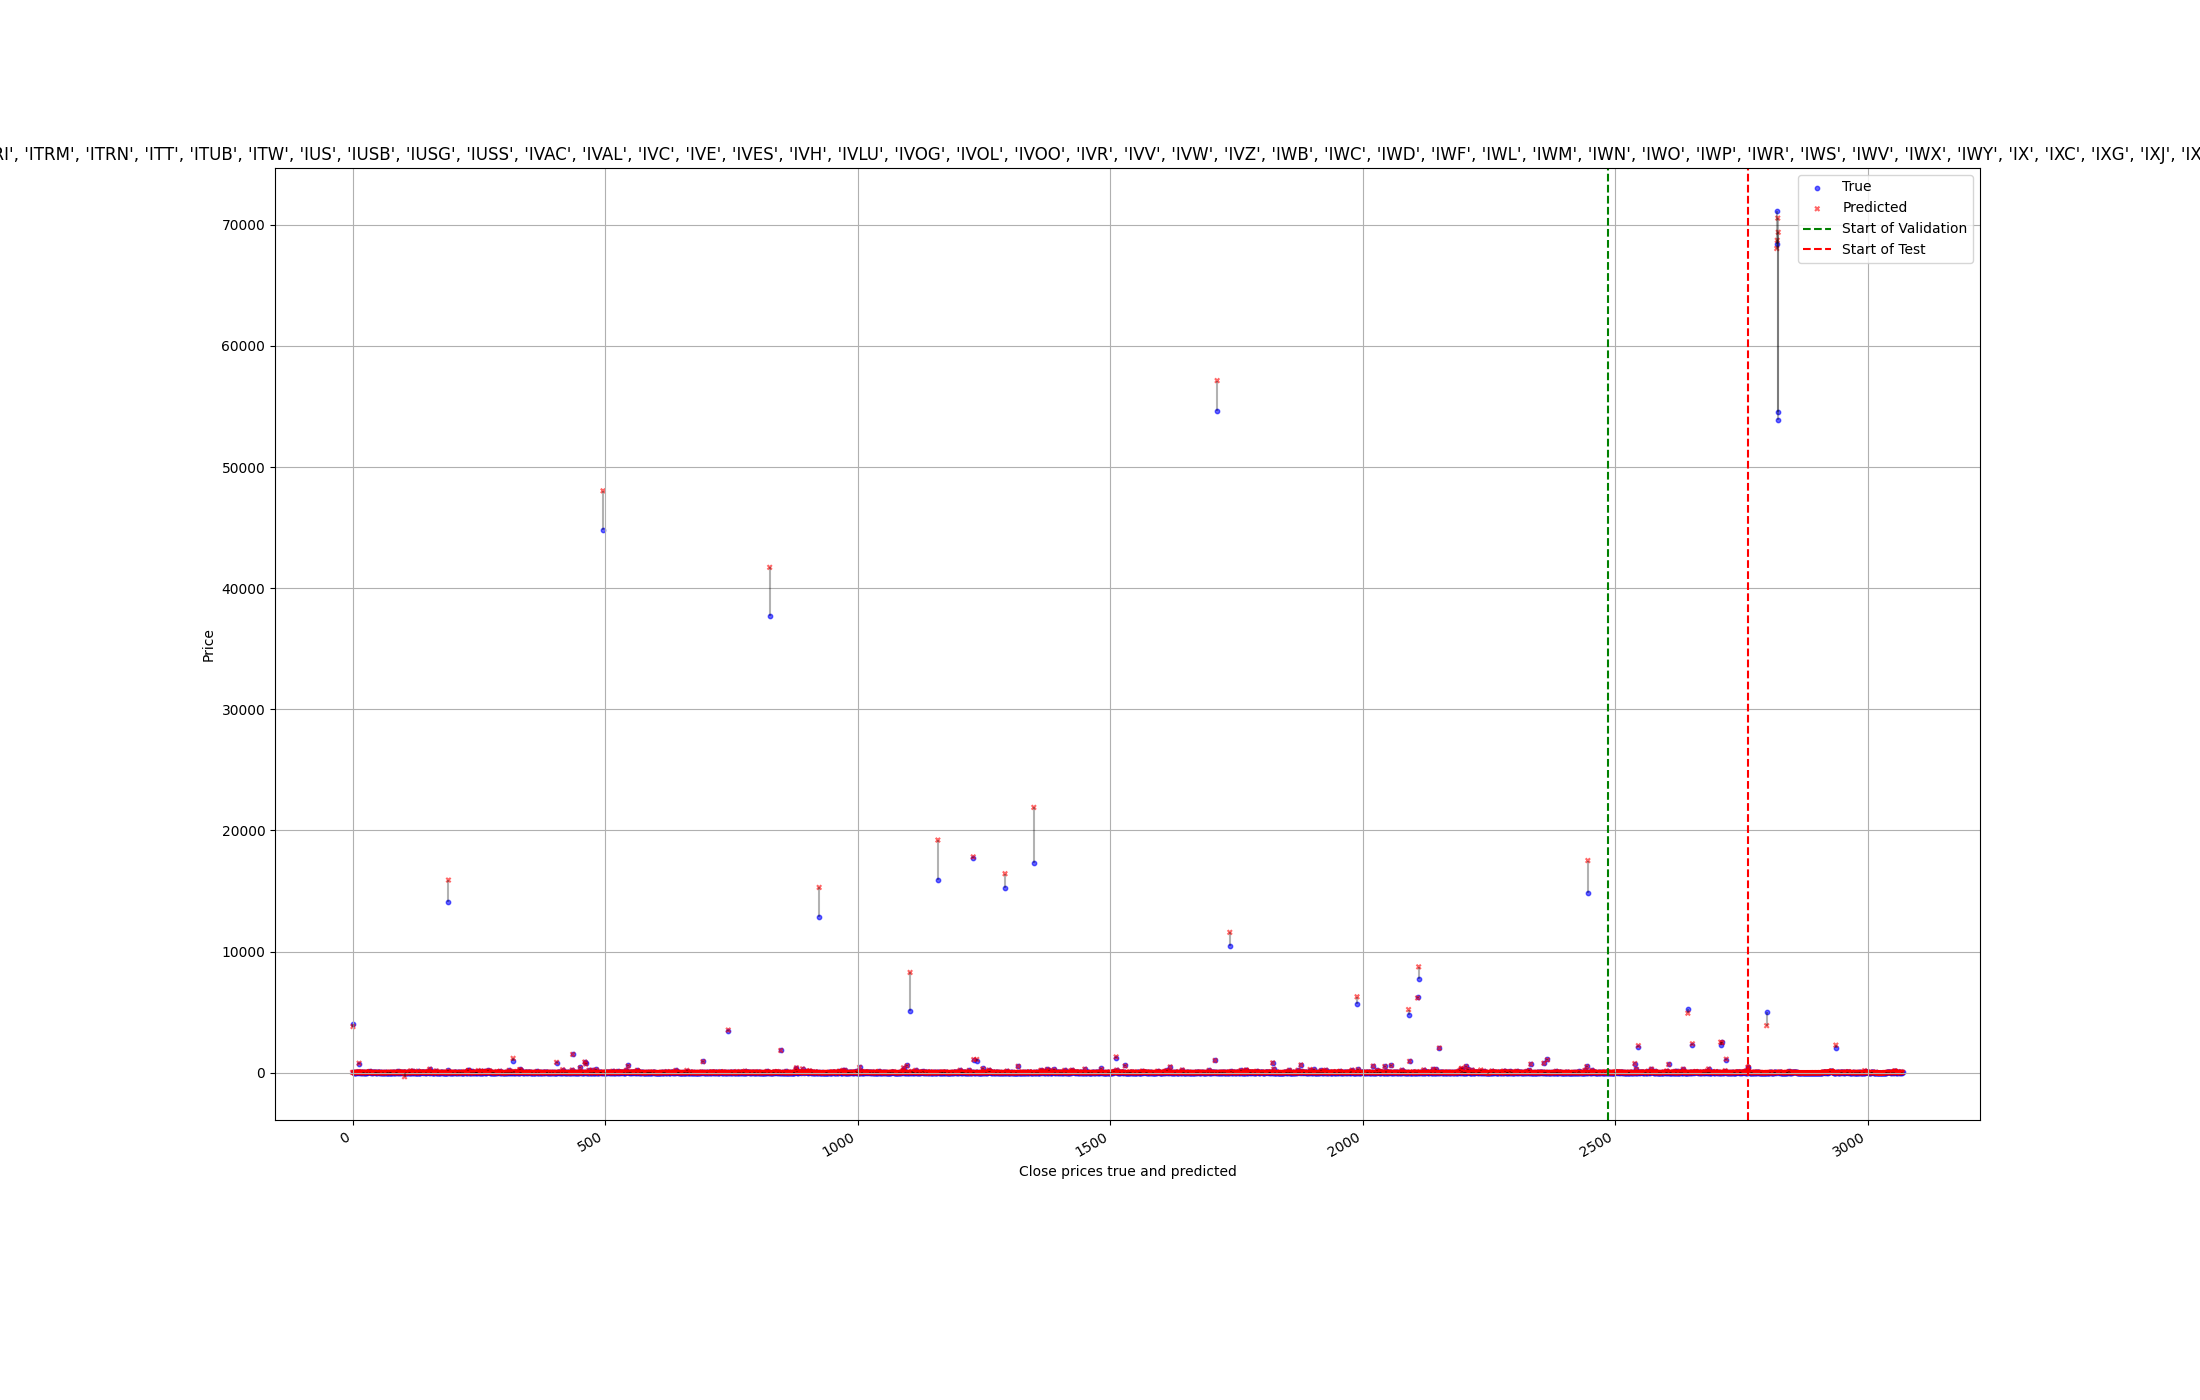 RI', 'ITRM', 'ITRN', 'ITT', 'ITUB', 'ITW', 'IUS', 'IUSB', 'IUSG', 'IUSS', 'IVAC', 'IVAL', 'IVC', 'IVE', 'IVES', 'IVH', 'IVLU', 'IVOG', 'IVOL', 'IVOO', 'IVR', 'IVV', 'IVW', 'IVZ', 'IWB', 'IWC', 'IWD', 'IWF', 'IWL', 'IWM', 'IWN', 'IWO', 'IWP', 'IWR', 'IWS', 'IWV', 'IWX', 'IWY', 'IX', 'IXC', 'IXG', 'IXJ', 'IX
True
Predicted
Start of Validation
Start of Test
70000
60000
50000
40000
30000
20000
10000
0
Price
0
500
1000
1500
2000
2500
3000
Close prices true and predicted